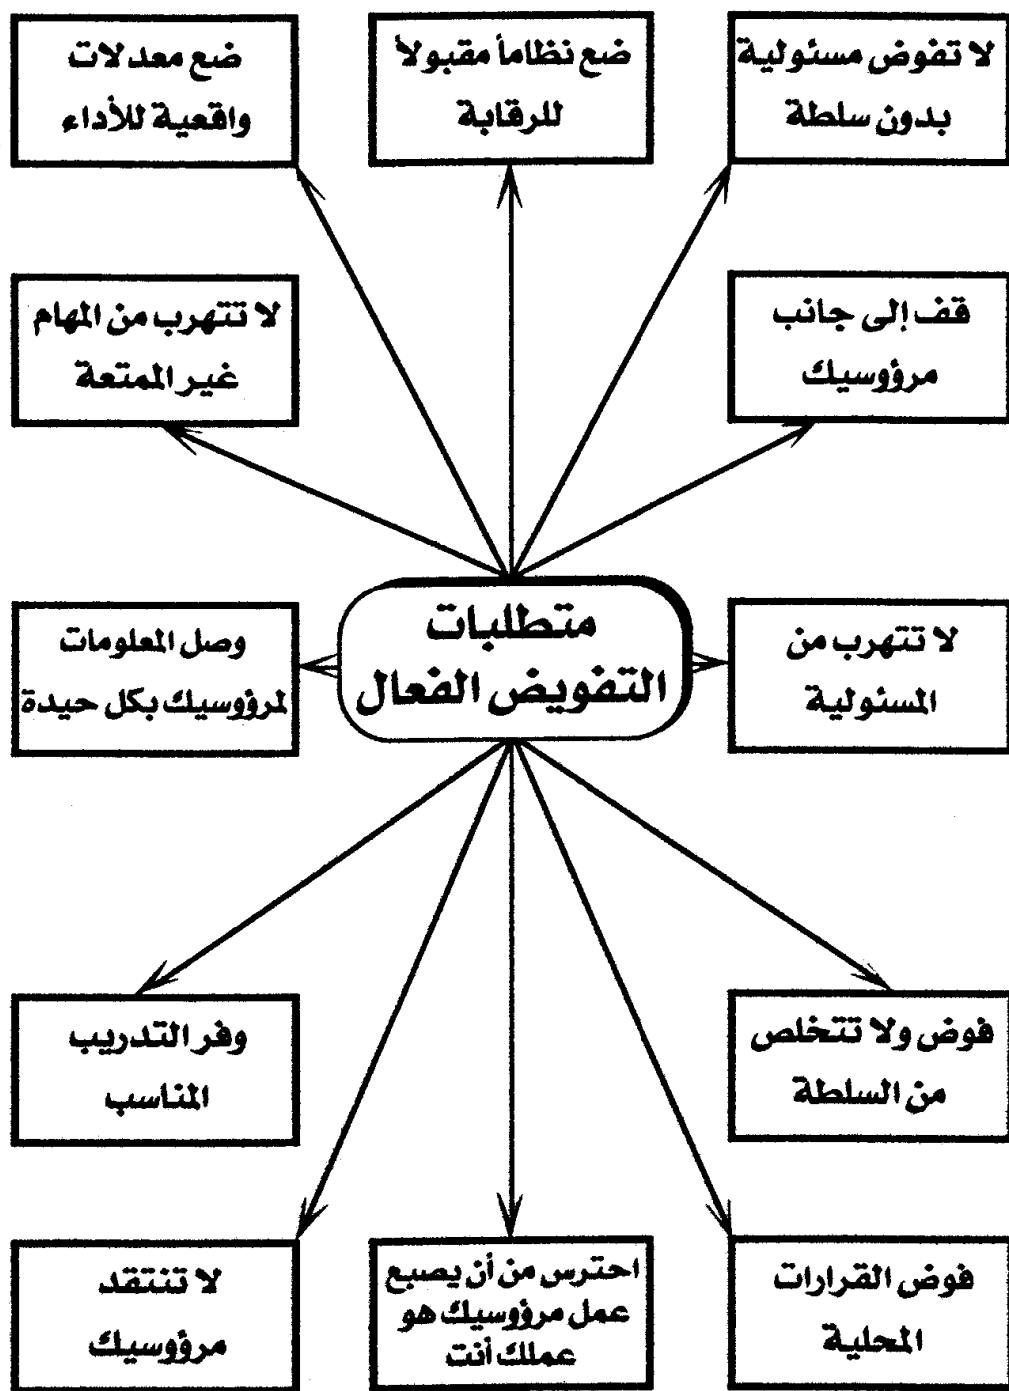 لا تفوض مسئولية
بدون سلطة
ضع نظاماً مقبولاً
للرقابة
ضع معدلات
واقعية للأداء
قف إلى جانب
مرؤوسيك
لا تتهرب من المهام
غير الممتعة
متطلبات
التفويض الفعال
لا تتهرب من
المسئولية
وصل المعلومات
لمرؤوسيك بكل حيدة
فوض ولا تتخلص
من السلطة
وفر التدريب
المناسب
فوض القرارات
المحلية
احترس من أن يصبع
عمل مرؤوسيك هو
عملك أنت
لا تنتقد
مرؤوسيك